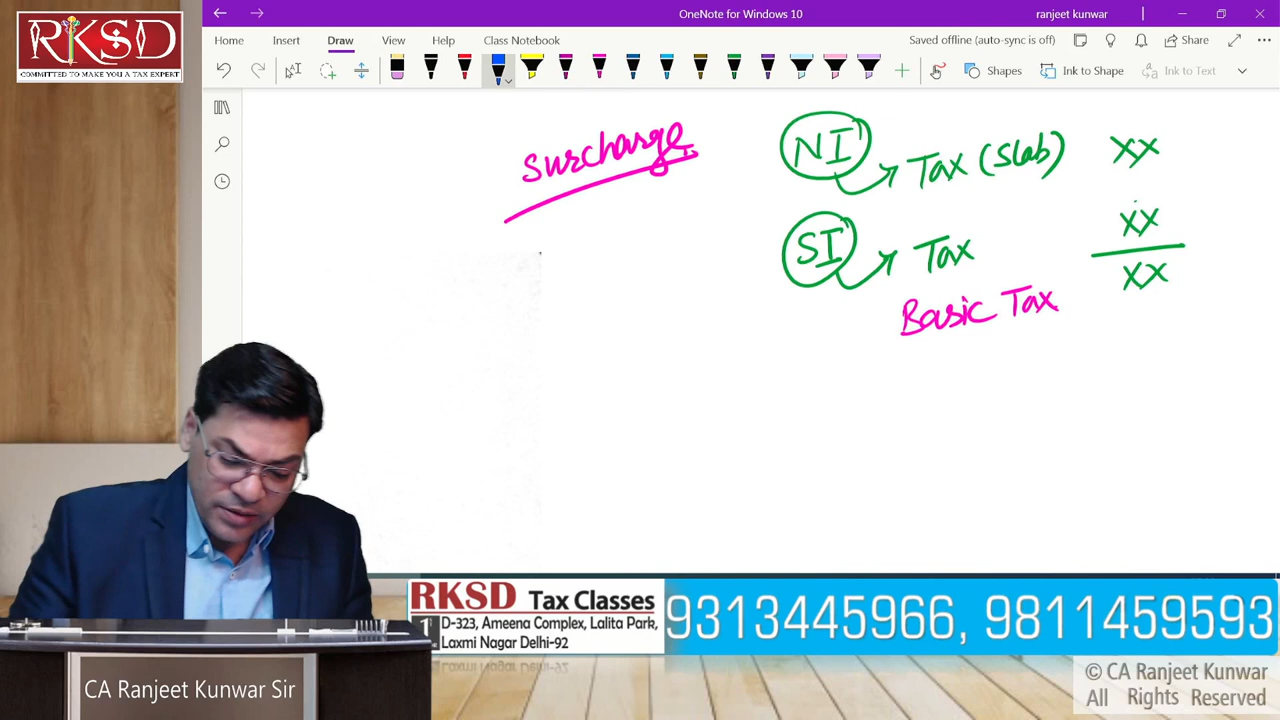 RKSD
COMMITTED TO MAKE YOU A TAX EXPERT
OneNote for Windows 10
ranjeet kunwar
Home Insert Draw View Help Class Notebook
Saved offline (auto-sync is off)
Share
Shapes
Ink to Shape
Ink to Text
Surcharge
NI Tax (Slab) XX
SI Tax XX
XX
Basic Tax
RKSD Tax Classes
D-323, Ameena Complex, Lalita Park,
Laxmi Nagar Delhi-92
9313445966, 9811459593
CA Ranjeet Kunwar Sir
© CA Ranjeet Kunwar
All Rights Reserved